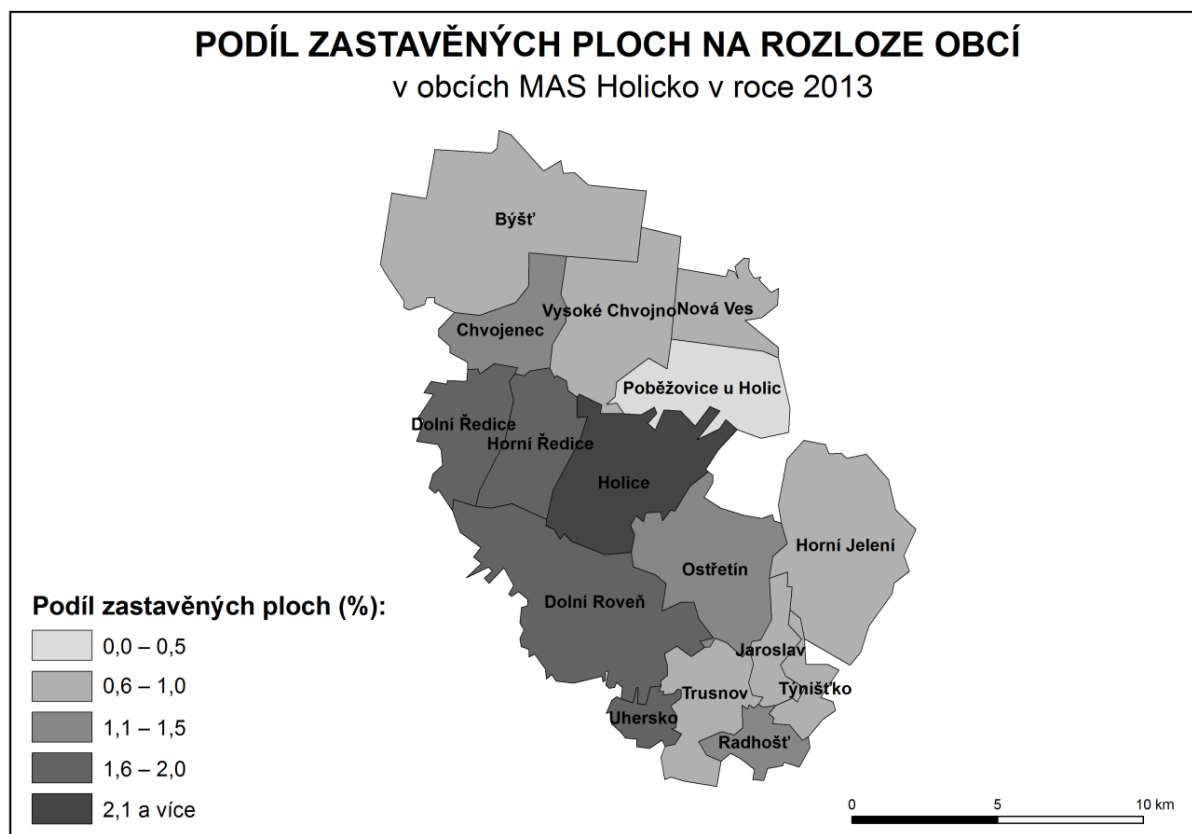 PODÍL ZASTAVĚNÝCH PLOCH NA ROZLOZE OBCÍ
v obcích MAS Holicko v roce 2013
Býšť
Vysoké Chvojno
Nová Ves
Chvojenec
Poběžovice u Holic
Dolní Ředice
Horní Ředice
Holice
Horní Jelení
Ostřetín
Dolní Roveň
Jaroslav
Týnišťko
Trusnov
Uhersko
Radhošť
Podíl zastavěných ploch (%):
0,0 – 0,5
0,6 – 1,0
1,1 – 1,5
1,6 – 2,0
2,1 a více
0 5 10 km